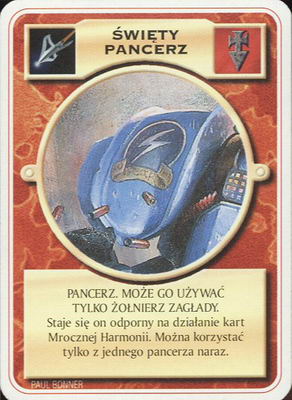 ŚWIĘTY
PANCERZ
PANCERZ. MOŻE GO UŻYWAĆ
TYLKO ŻOŁNIERZ ZAGŁADY.
Staje się on odporny na działanie kart
Mrocznej Harmonii. Można korzystać
tylko z jednego pancerza naraz.
PAUL BONNER